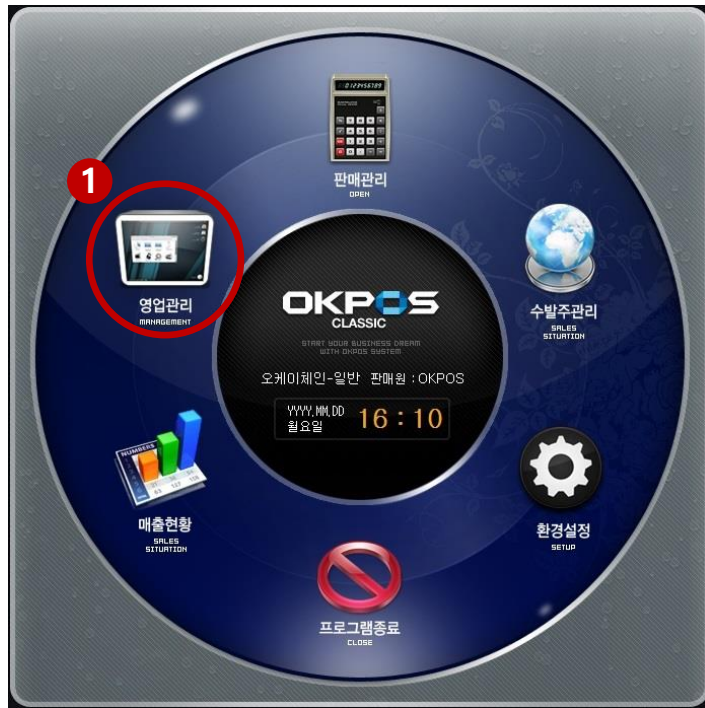 0123456789
판매관리
OPEN
1
영업관리
MANAGEMENT
수발주관리
SALES
SITUATION
OKPOS
CLASSIC
START YOUR BUSINESS DREAM
WITH OKPOS SYSTEM
오케이체인-일반 판매원 : OKPOS
YYYY.MM.DD
월요일
16 : 10
NUMBERS
매출현황
SALES
SITUATION
환경설정
SETUP
프로그램종료
CLOSE